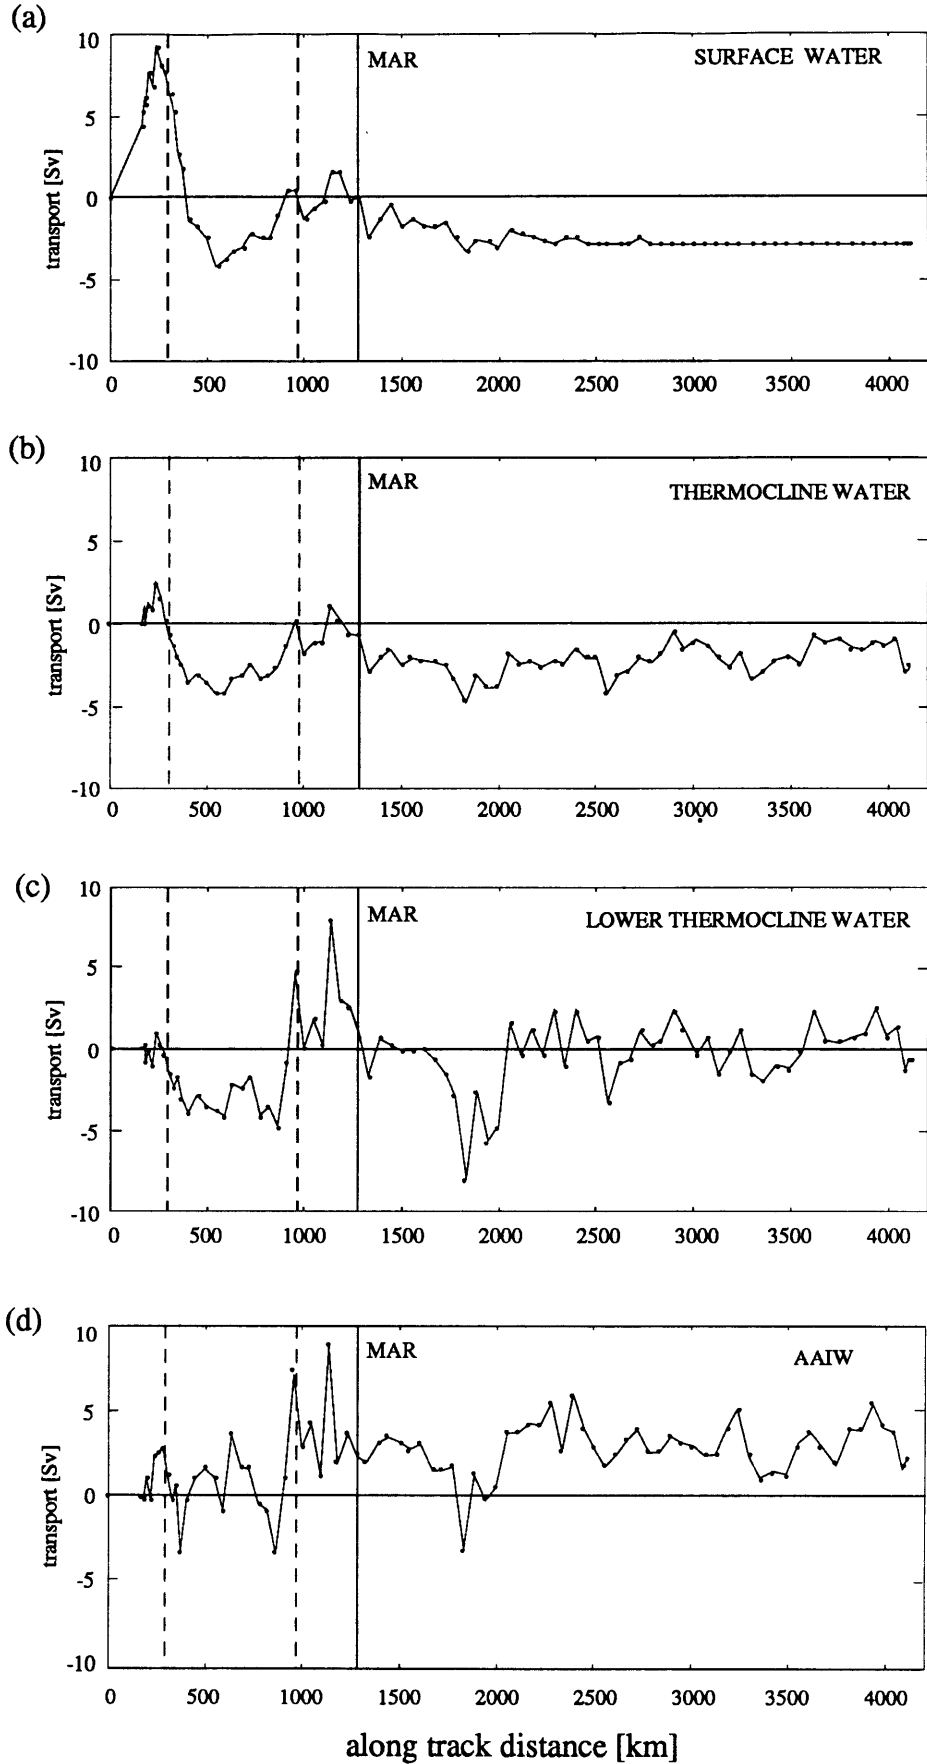 (a)
10
5
0
-5
-10
transport [Sv]
MAR
SURFACE WATER
0 500 1000 1500 2000 2500 3000 3500 4000
(b)
10
5
0
-5
-10
transport [Sv]
MAR
THERMOCLINE WATER
0 500 1000 1500 2000 2500 3000 3500 4000
(c)
10
5
0
-5
-10
transport [Sv]
MAR
LOWER THERMOCLINE WATER
0 500 1000 1500 2000 2500 3000 3500 4000
(d)
10
5
0
-5
-10
transport [Sv]
MAR
AAIW
0 500 1000 1500 2000 2500 3000 3500 4000
along track distance [km]